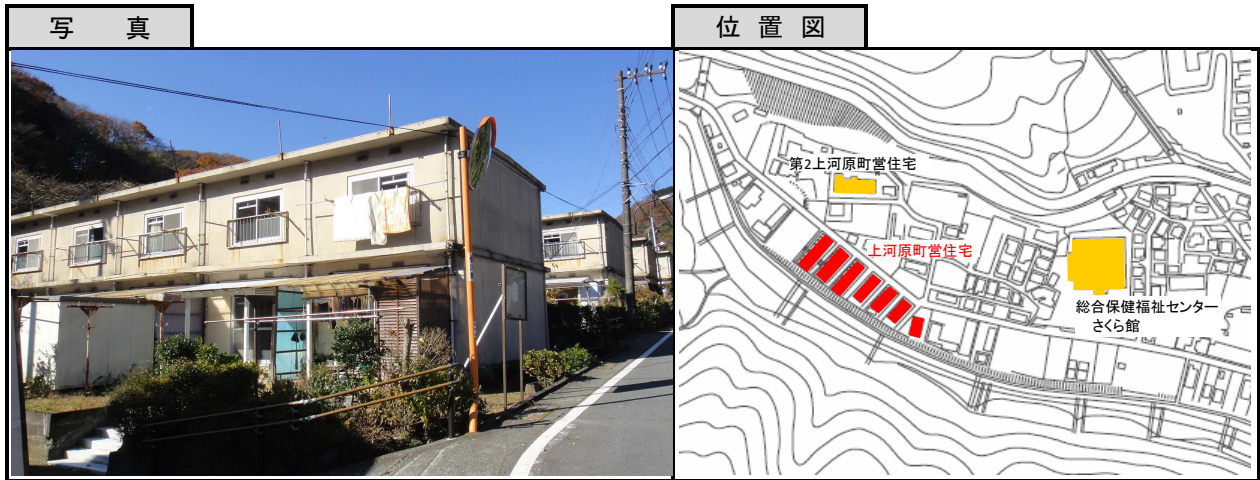 写真
位置図
第2上河原町営住宅
上河原町営住宅
総合保健福祉センター
さくら館